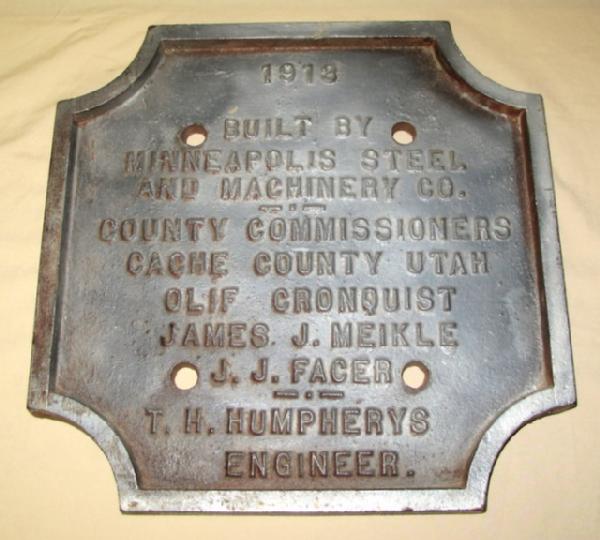 1913
BUILT BY
MINNEAPOLIS STEEL
AND MACHINERY CO.
COUNTY COMMISSIONERS
CACHE COUNTY UTAH
OLIF CRONQUIST
JAMES J. MEIKLE
J. J. FACER
T. H. HUMPHERYS
ENGINEER.